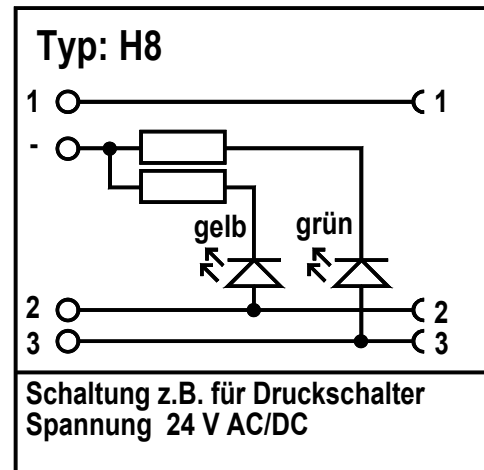 Typ: H8
1 1
-
gelb grün
2 2
3 3
Schaltung z.B. für Druckschalter
Spannung 24 V AC/DC